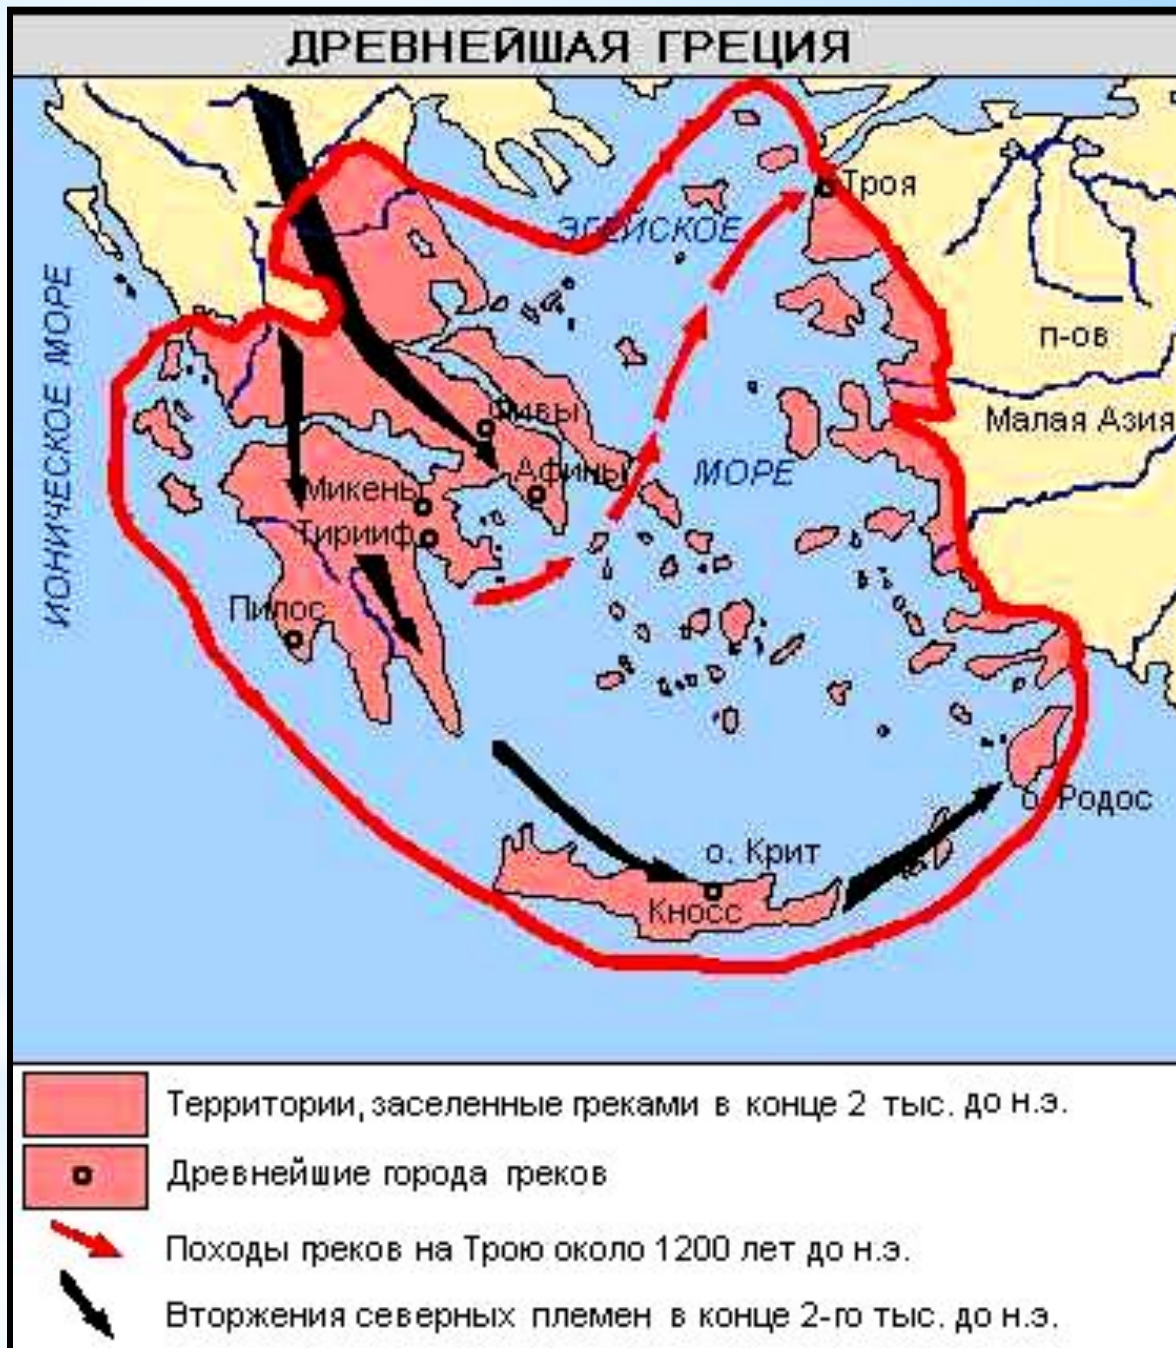 ДРЕВНЕЙШАЯ ГРЕЦИЯ
Троя
ЭГЕЙСКОЕ
МОРЕ
ИОНИЧЕСКОЕ МОРЕ
п-ов
Малая Азия
Фивы
Афины
Микены
Тирииф
Пилос
о. Родос
о. Крит
Кносс
Территории, заселенные греками в конце 2 тыс. до н.э.
Древнейшие города греков
Походы греков на Трою около 1200 лет до н.э.
Вторжения северных племен в конце 2-го тыс. до н.э.